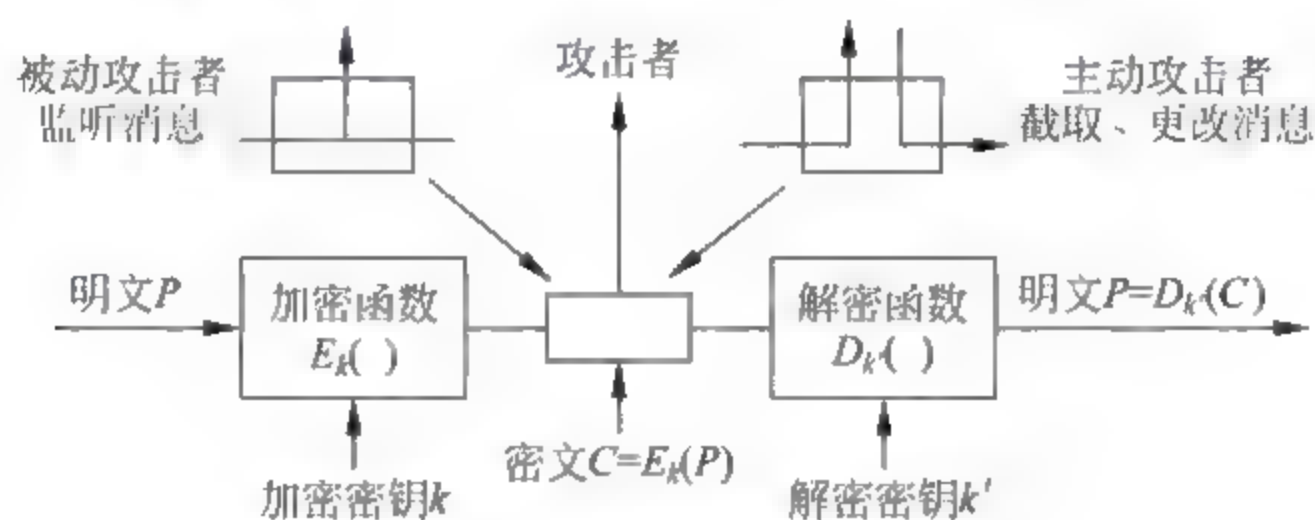 被动攻击者
监听消息
攻击者
主动攻击者
截取、更改消息
明文P
加密函数
Ek( )
解密函数
Dk'( )
明文P=Dk'(C)
密文C=Ek(P)
加密密钥k
解密密钥k'